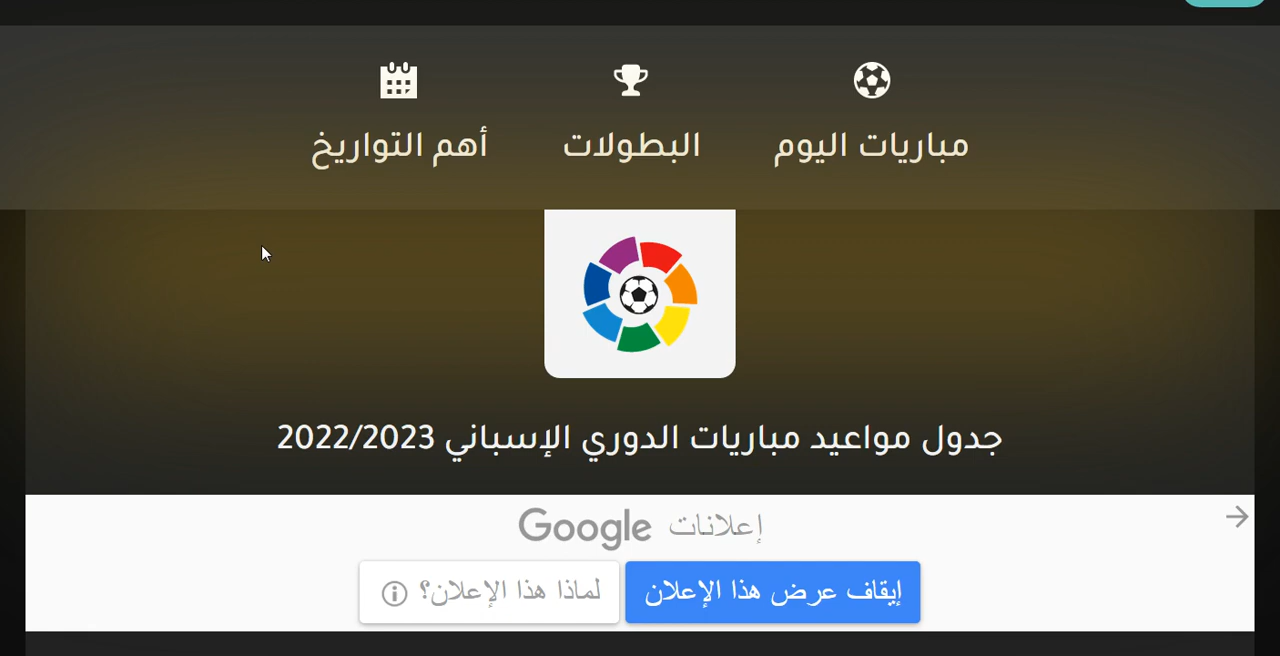 مباريات اليوم
البطولات
أهم التواريخ
جدول مواعيد مباريات الدوري الإسباني 2022/2023
إعلانات Google
إيقاف عرض هذا الإعلان
لماذا هذا الإعلان؟